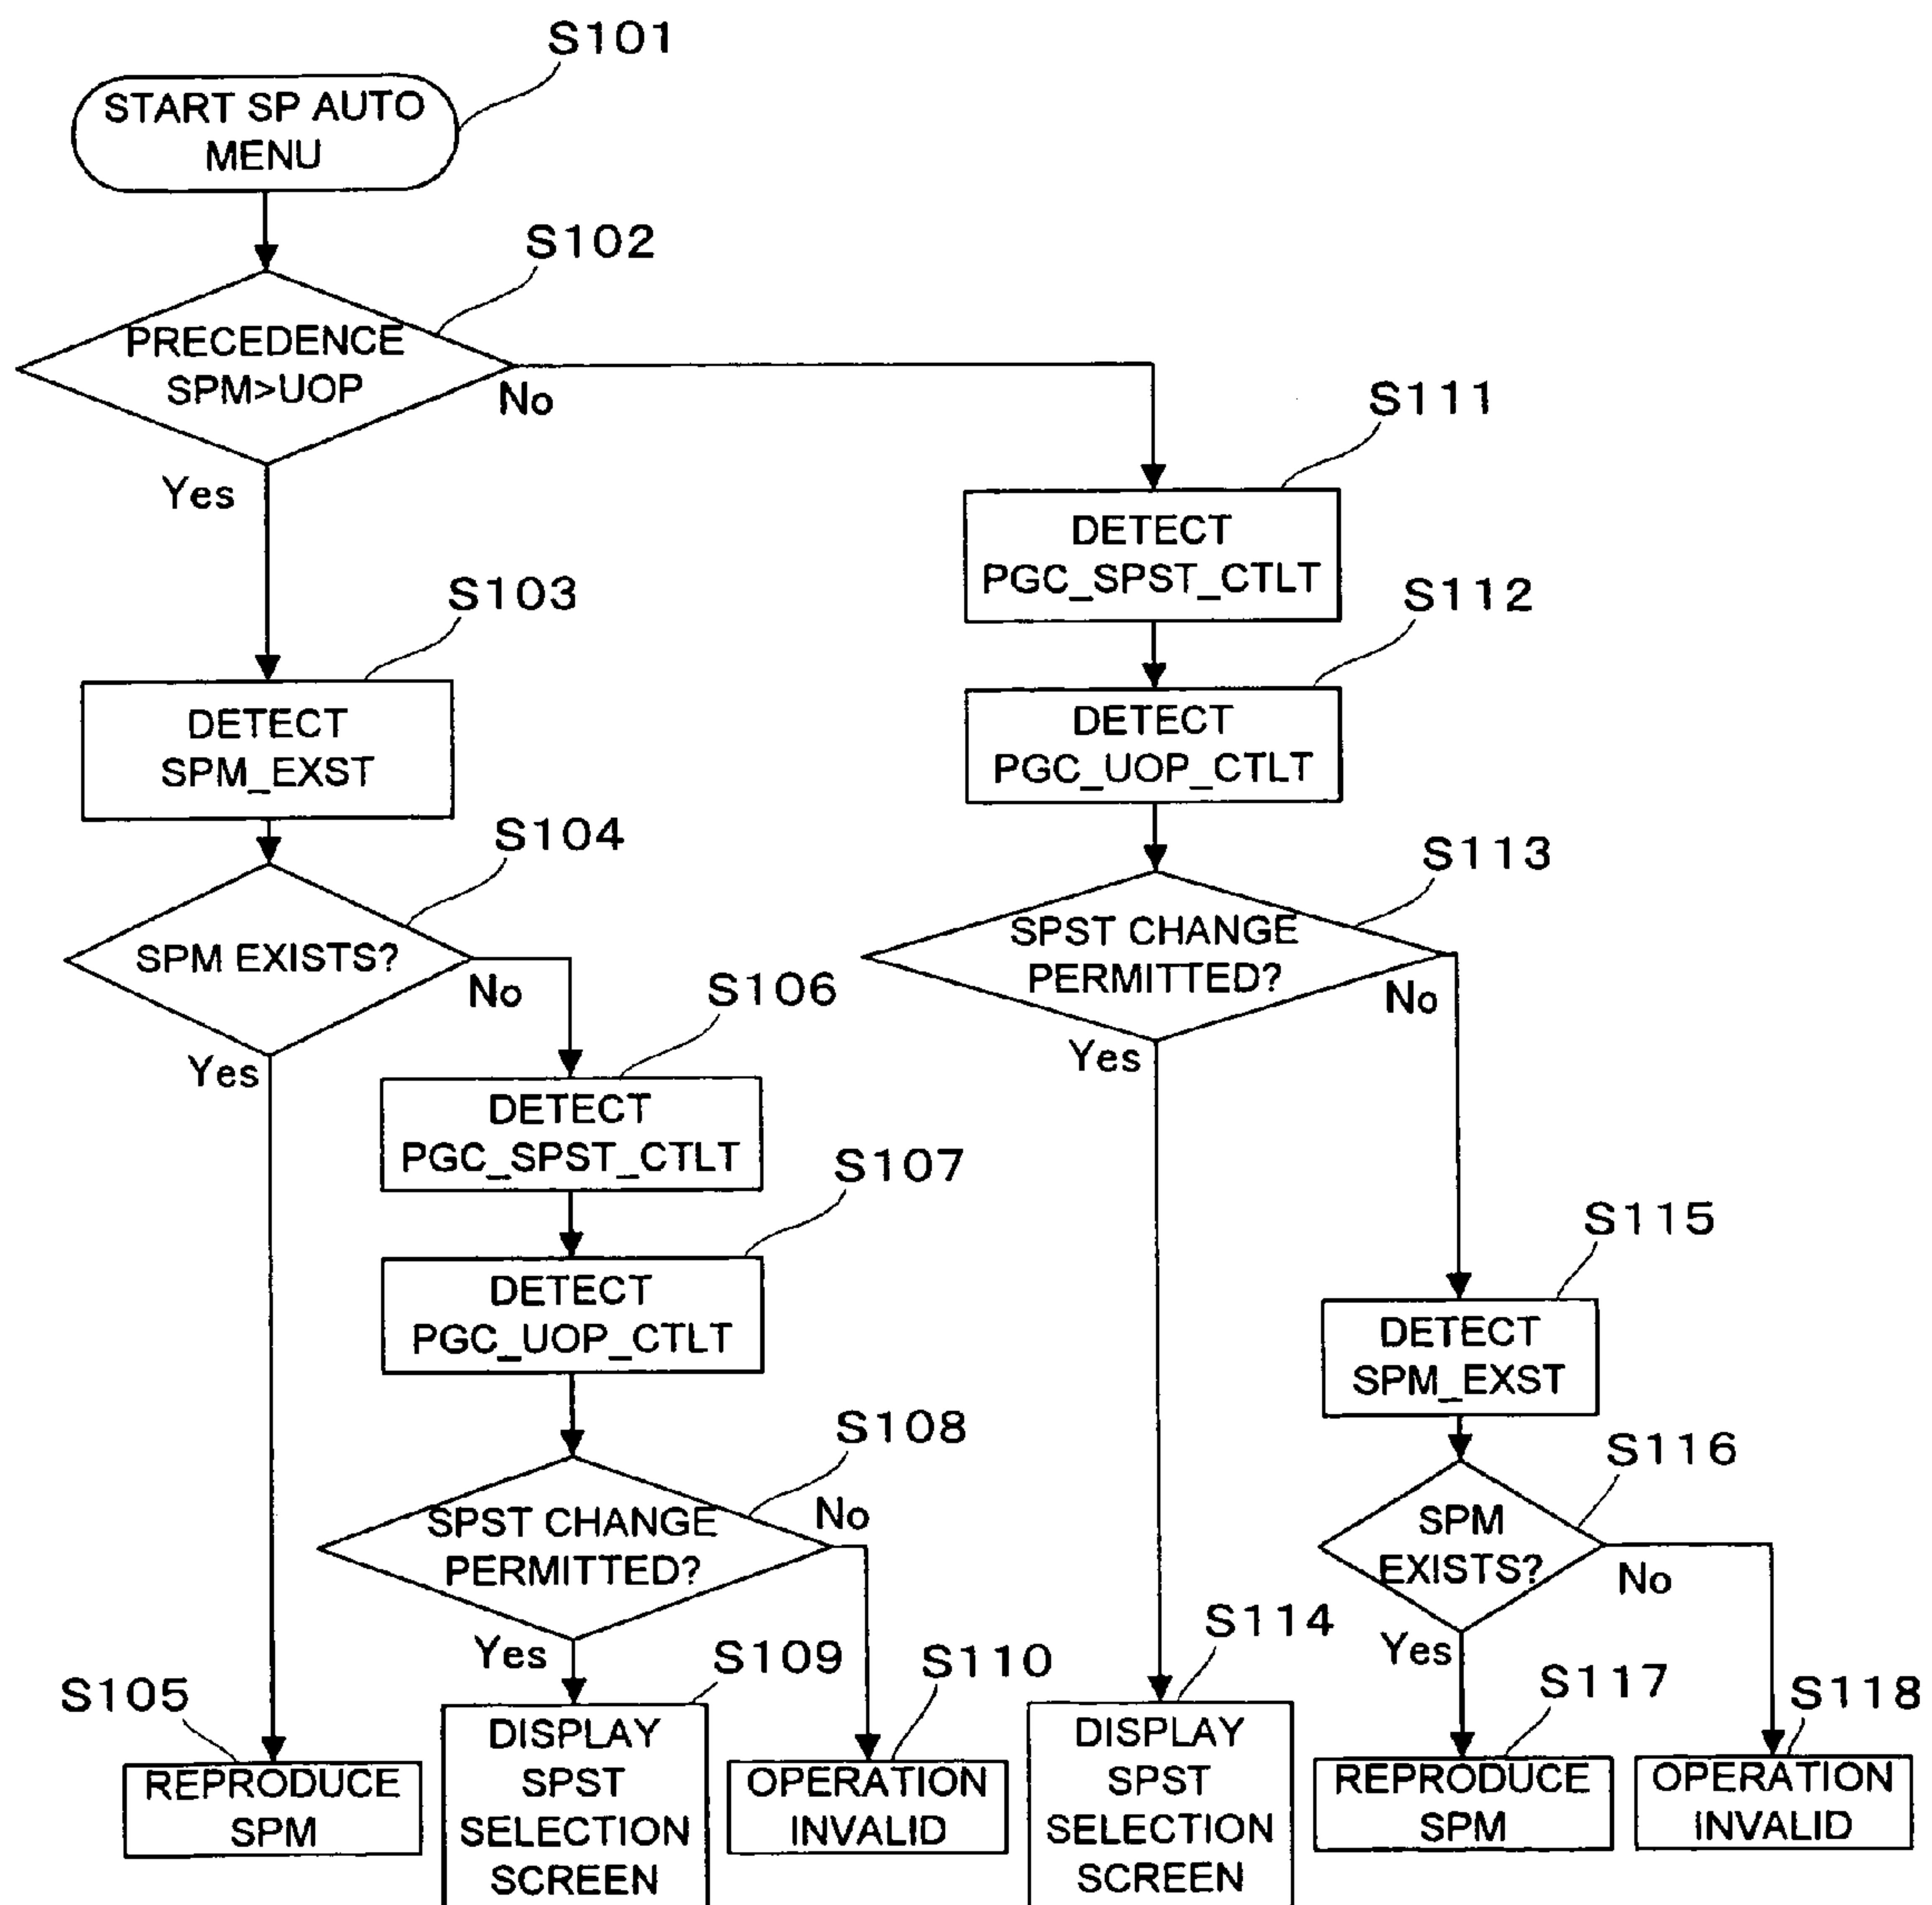 S101
START SP AUTO
MENU
S102
PRECEDENCE
SPM>UOP
No
Yes
S111
DETECT
PGC_SPST_CTLT
S103
DETECT
SPM_EXST
S112
DETECT
PGC_UOP_CTLT
S104
SPM EXISTS?
No
Yes
S113
SPST CHANGE
PERMITTED?
No
Yes
S106
DETECT
PGC_SPST_CTLT
S107
DETECT
PGC_UOP_CTLT
S115
DETECT
SPM_EXST
S108
SPST CHANGE
PERMITTED?
No
Yes
S116
SPM
EXISTS?
No
Yes
S105
REPRODUCE
SPM
S109
DISPLAY
SPST
SELECTION
SCREEN
S110
OPERATION
INVALID
S114
DISPLAY
SPST
SELECTION
SCREEN
S117
REPRODUCE
SPM
S118
OPERATION
INVALID